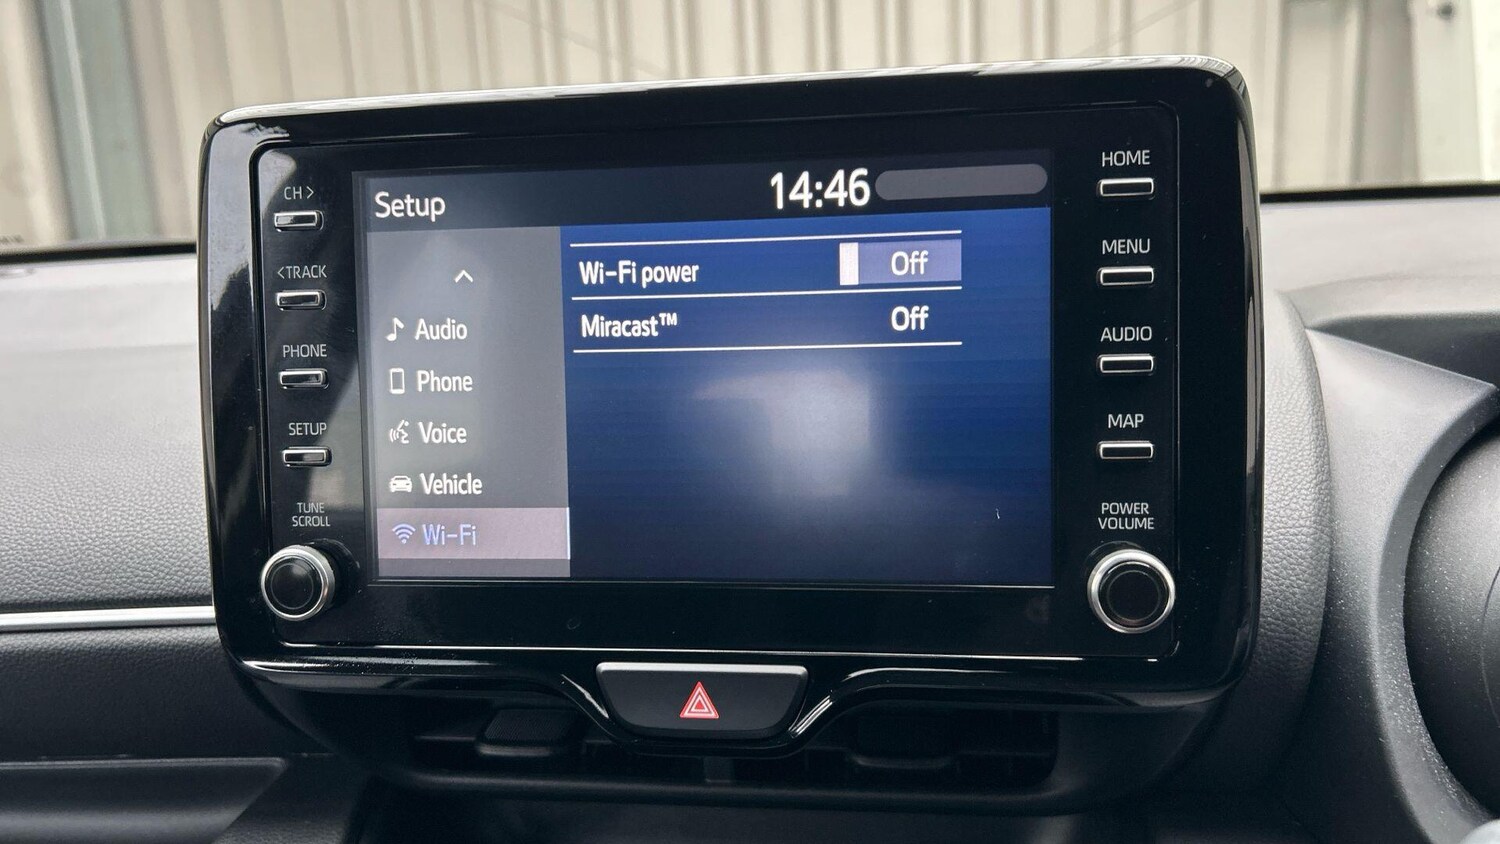 CH >
< TRACK
PHONE
SETUP
TUNE
SCROLL
Setup
14:46
Audio
Phone
Voice
Vehicle
Wi-Fi
Wi-Fi power
Off
Miracast™
Off
HOME
MENU
AUDIO
MAP
POWER
VOLUME